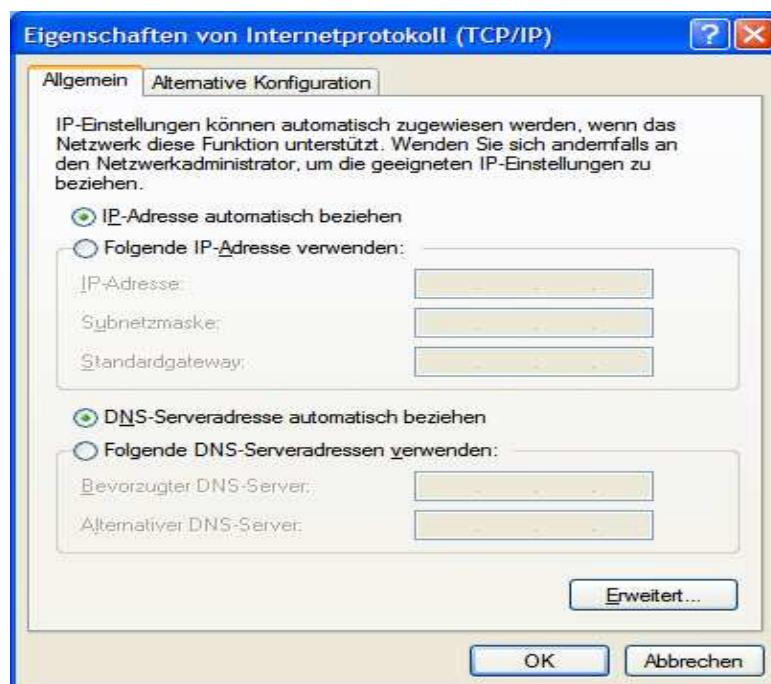 Eigenschaften von Internetprotokoll (TCP/IP)
Allgemein
Alternative Konfiguration
IP-Einstellungen können automatisch zugewiesen werden, wenn das
Netzwerk diese Funktion unterstützt. Wenden Sie sich andernfalls an
den Netzwerkadministrator, um die geeigneten IP-Einstellungen zu
beziehen.
IP-Adresse automatisch beziehen
Folgende IP-Adresse verwenden:
IP-Adresse:
Subnetzmaske:
Standardgateway:
DNS-Serveradresse automatisch beziehen
Folgende DNS-Serveradressen verwenden:
Bevorzugter DNS-Server:
Alternativer DNS-Server:
Erweitert...
OK
Abbrechen